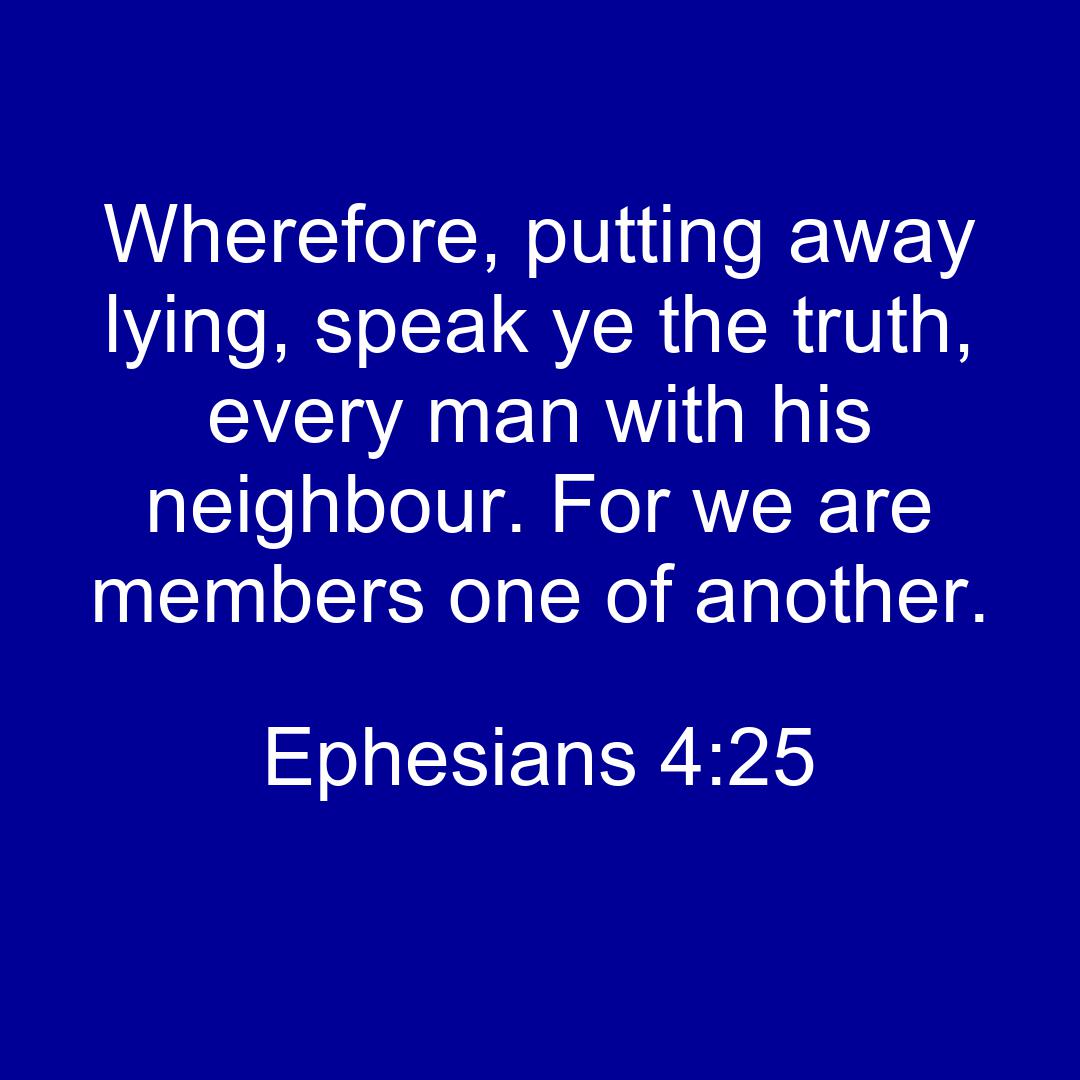 Wherefore, putting away
lying, speak ye the truth,
every man with his
neighbour. For we are
members one of another.
Ephesians 4:25